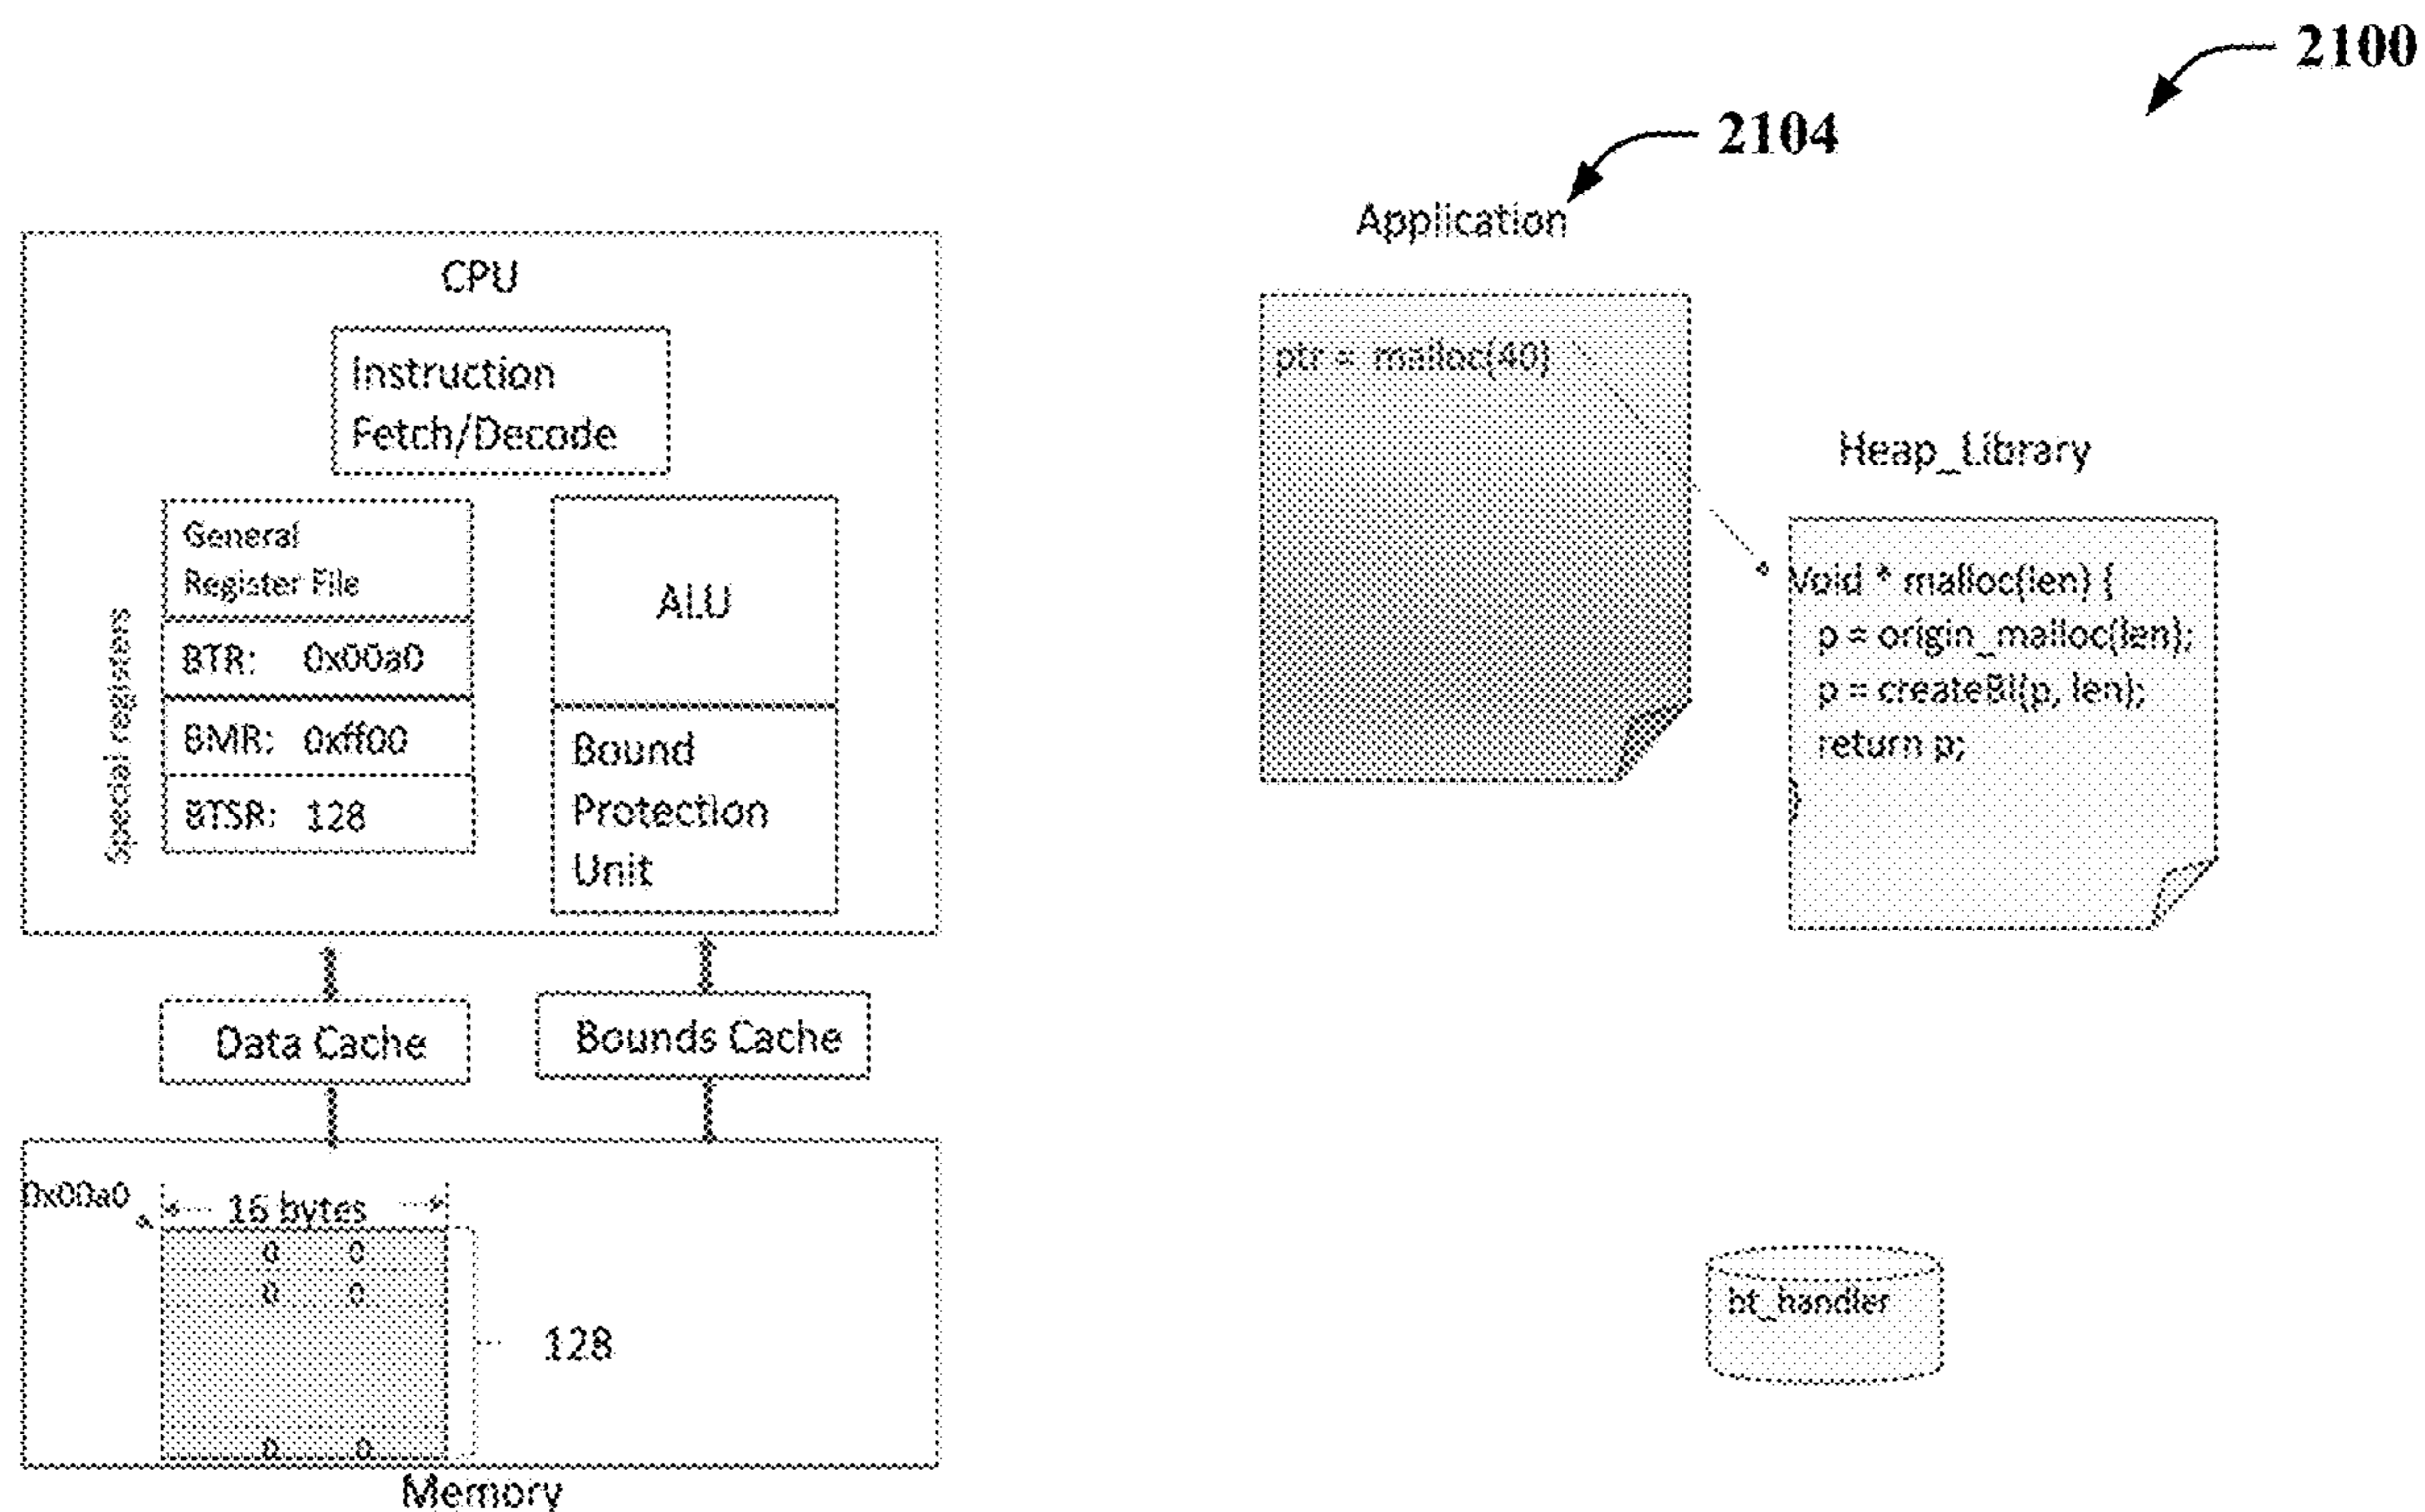 2100
2104
Application
ptr = malloc(40)
Heap_Library
Void * malloc(len) {
p = origin_malloc(len);
p = createBI(p, len);
return p;
}
CPU
Instruction
Fetch/Decode
General
Register File
Special registers
BTR: 0x00a0
BMR: 0xff00
BTSR: 128
ALU
Bound
Protection
Unit
Data Cache
Bounds Cache
0x00a0
16 bytes
0 0
0 0
0 0
128
Memory
bt_handler